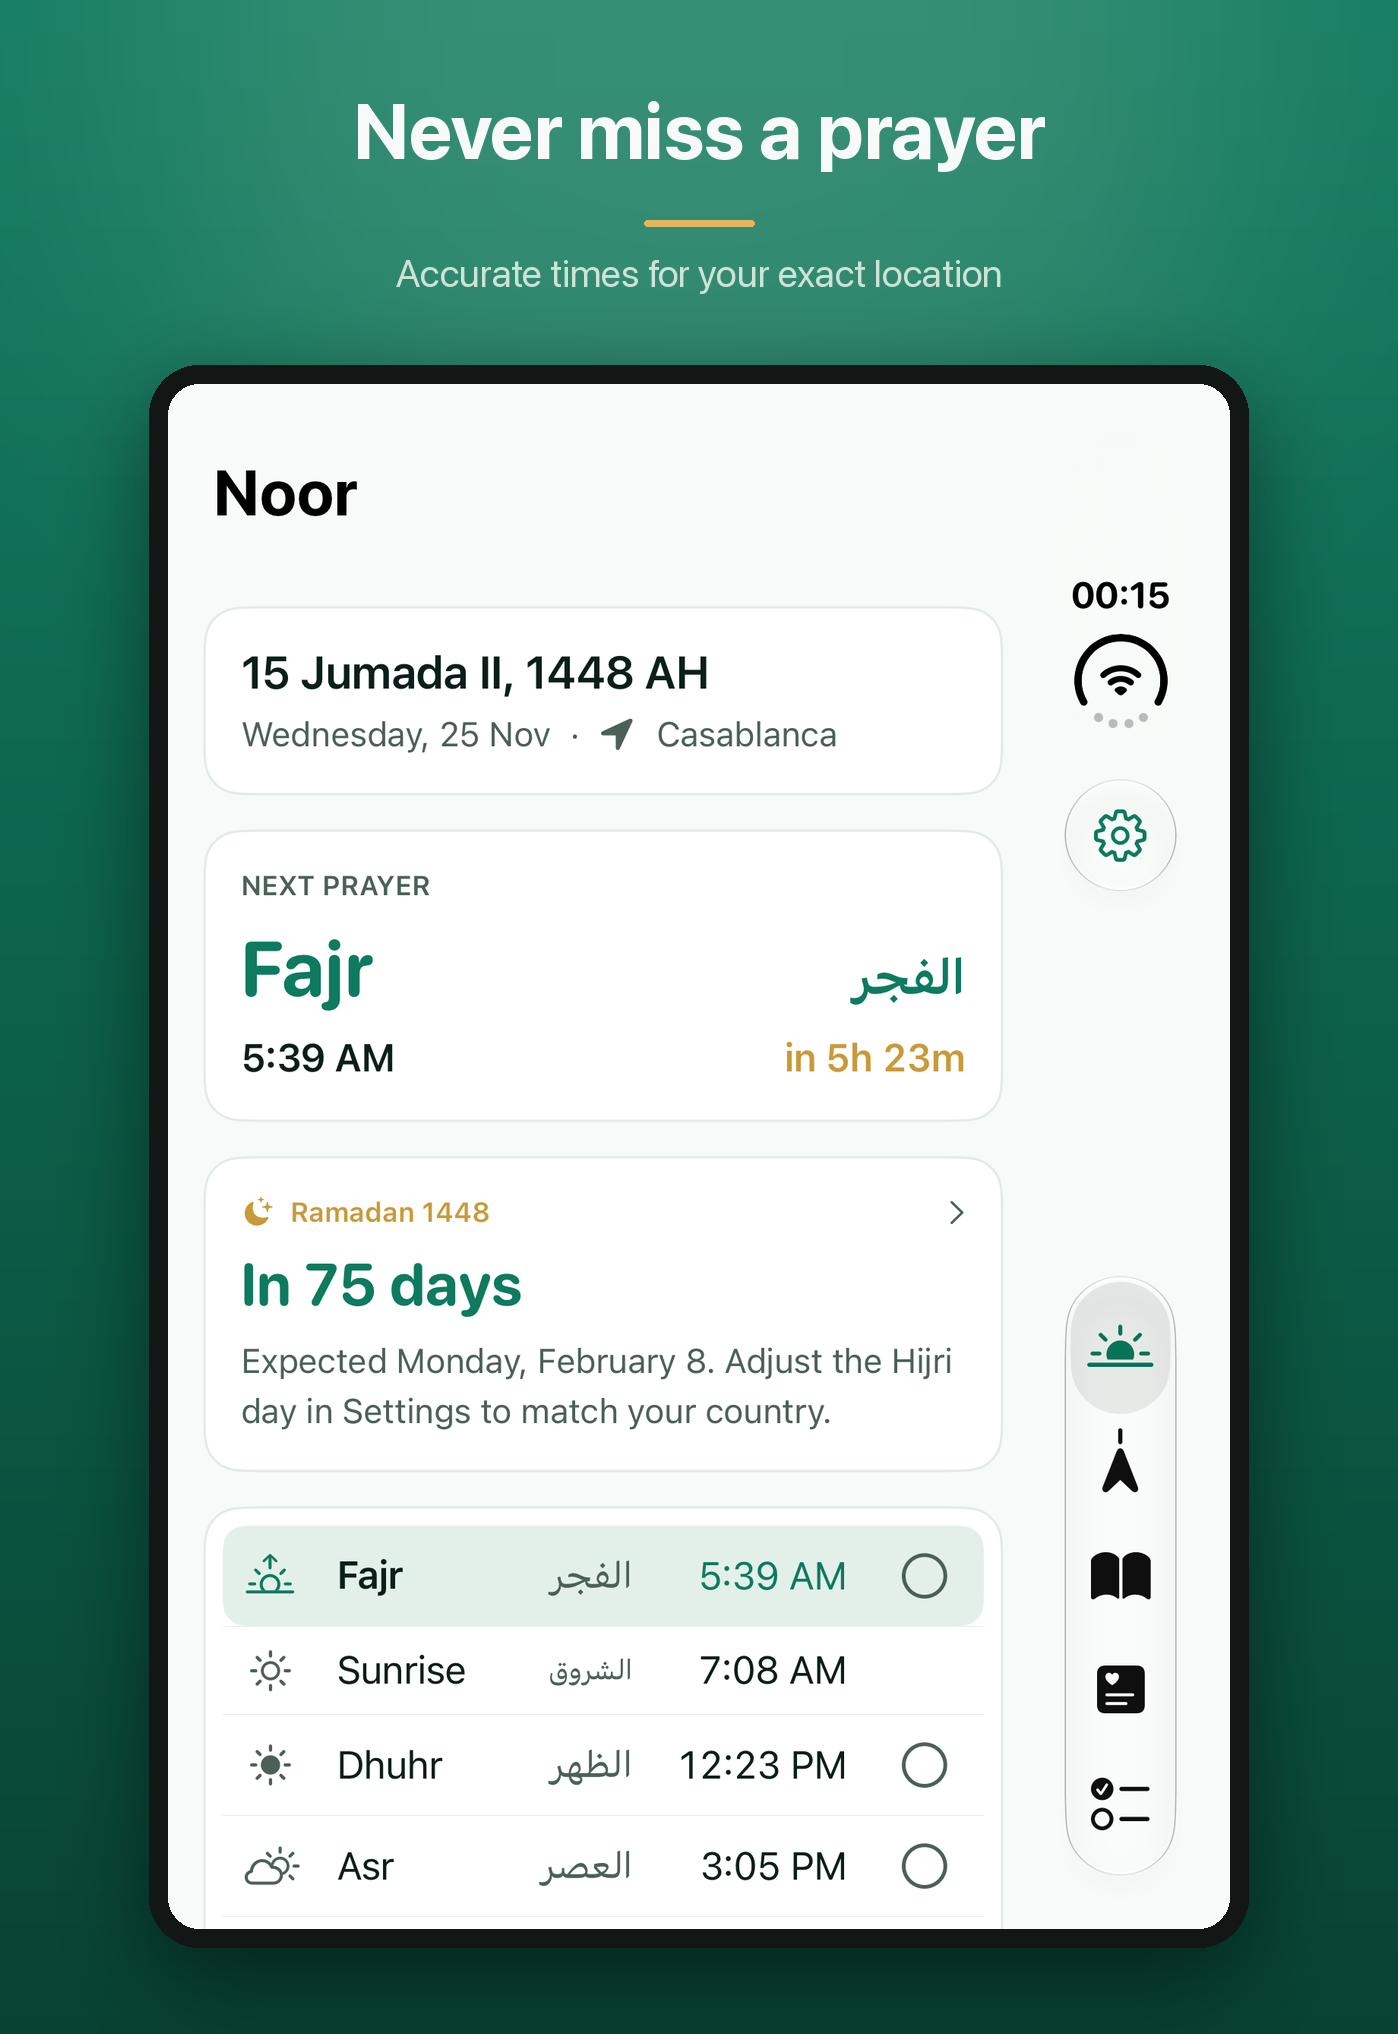 Never miss a prayer
Accurate times for your exact location
Noor
00:15
15 Jumada II, 1448 AH
Wednesday, 25 Nov · Casablanca
NEXT PRAYER
Fajr الفجر
5:39 AM in 5h 23m
Ramadan 1448
In 75 days
Expected Monday, February 8. Adjust the Hijri
day in Settings to match your country.
Fajr الفجر 5:39 AM
Sunrise الشروق 7:08 AM
Dhuhr الظهر 12:23 PM
Asr العصر 3:05 PM